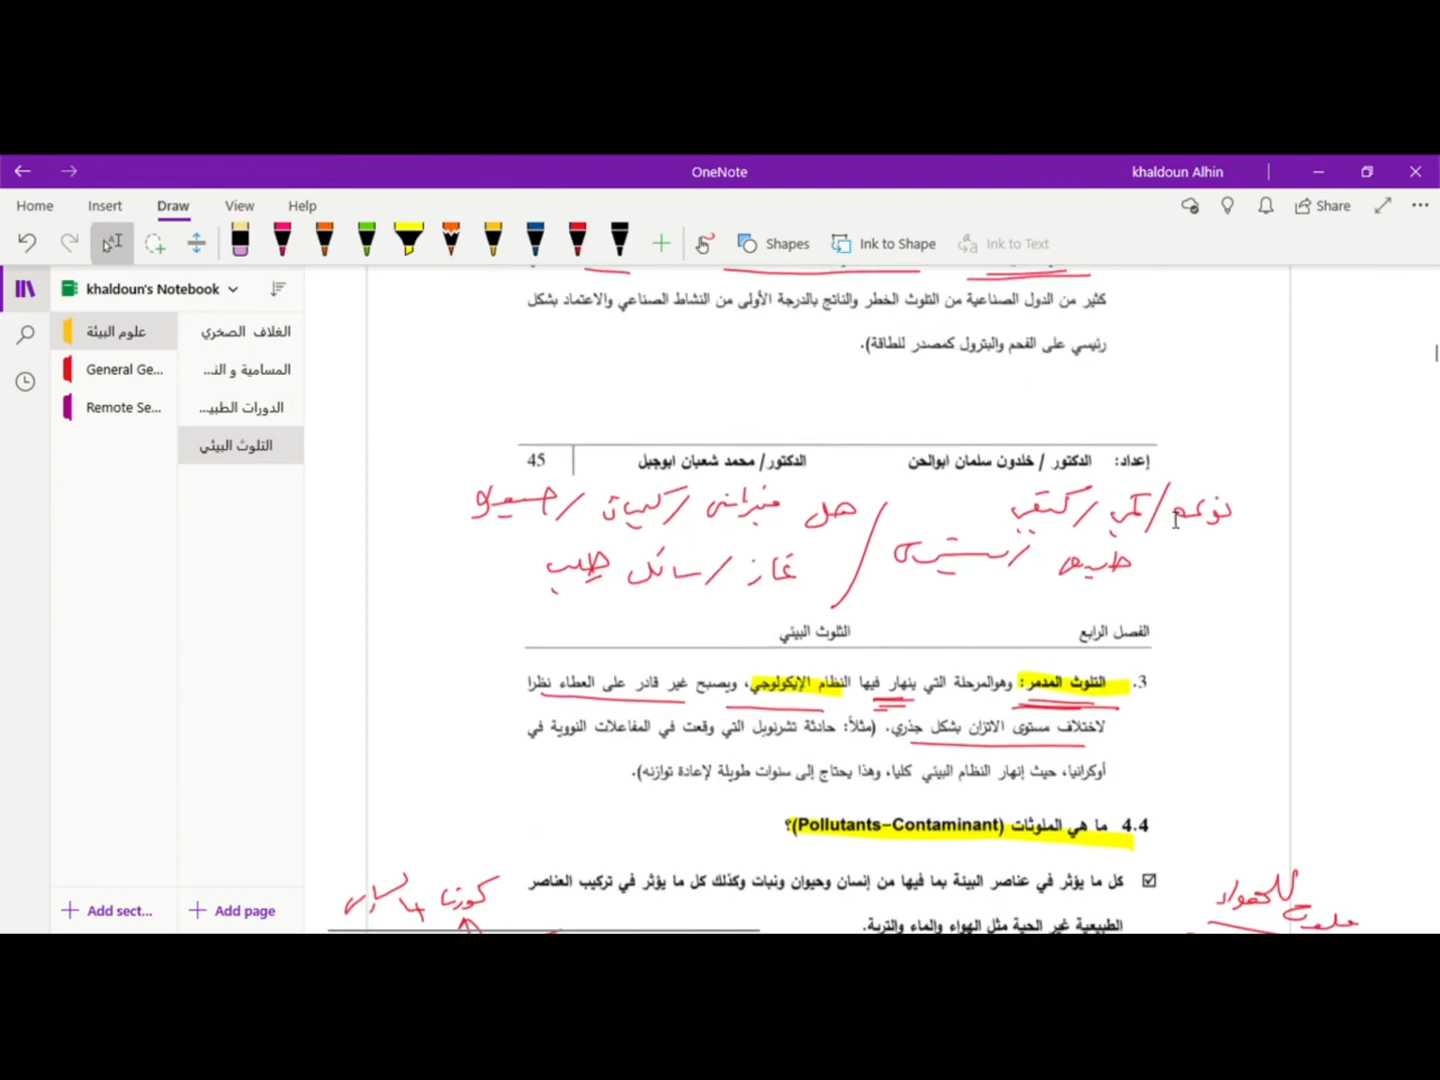 OneNote
khaldoun Alhin
Home Insert Draw View Help
Share
Shapes
Ink to Shape
Ink to Text
khaldoun's Notebook
علوم البيئة
General Ge...
Remote Se...
الغلاف الصخري
المسامية و الن...
الدورات الطبي...
التلوث البيئي
Add sect...
Add page
كثير من الدول الصناعية من التلوث الخطر والناتج بالدرجة الأولى من النشاط الصناعي والاعتماد بشكل
رئيسي على الفحم والبترول كمصدر للطاقة).
إعداد: الدكتور / خلدون سلمان ابوالحن الدكتور/ محمد شعبان ابوجبل 45
هل
غاز / سائل
الفصل الرابع التلوث البيئي
3. التلوث المدمر: وهوالمرحلة التي ينهار فيها النظام الإيكولوجي، ويصبح غير قادر على العطاء نظرا
لاختلاف مستوى الاتزان بشكل جذري. (مثلاً: حادثة تشرنوبل التي وقعت في المفاعلات النووية في
أوكرانيا، حيث إنهار النظام البيئي كليا، وهذا يحتاج إلى سنوات طويلة لإعادة توازنه).
4.4 ما هي الملوثات (Pollutants–Contaminant)؟
☑ كل ما يؤثر في عناصر البيئة بما فيها من إنسان وحيوان ونبات وكذلك كل ما يؤثر في تركيب العناصر
الطبيعية غير الحية مثل الهواء والماء والتربة.